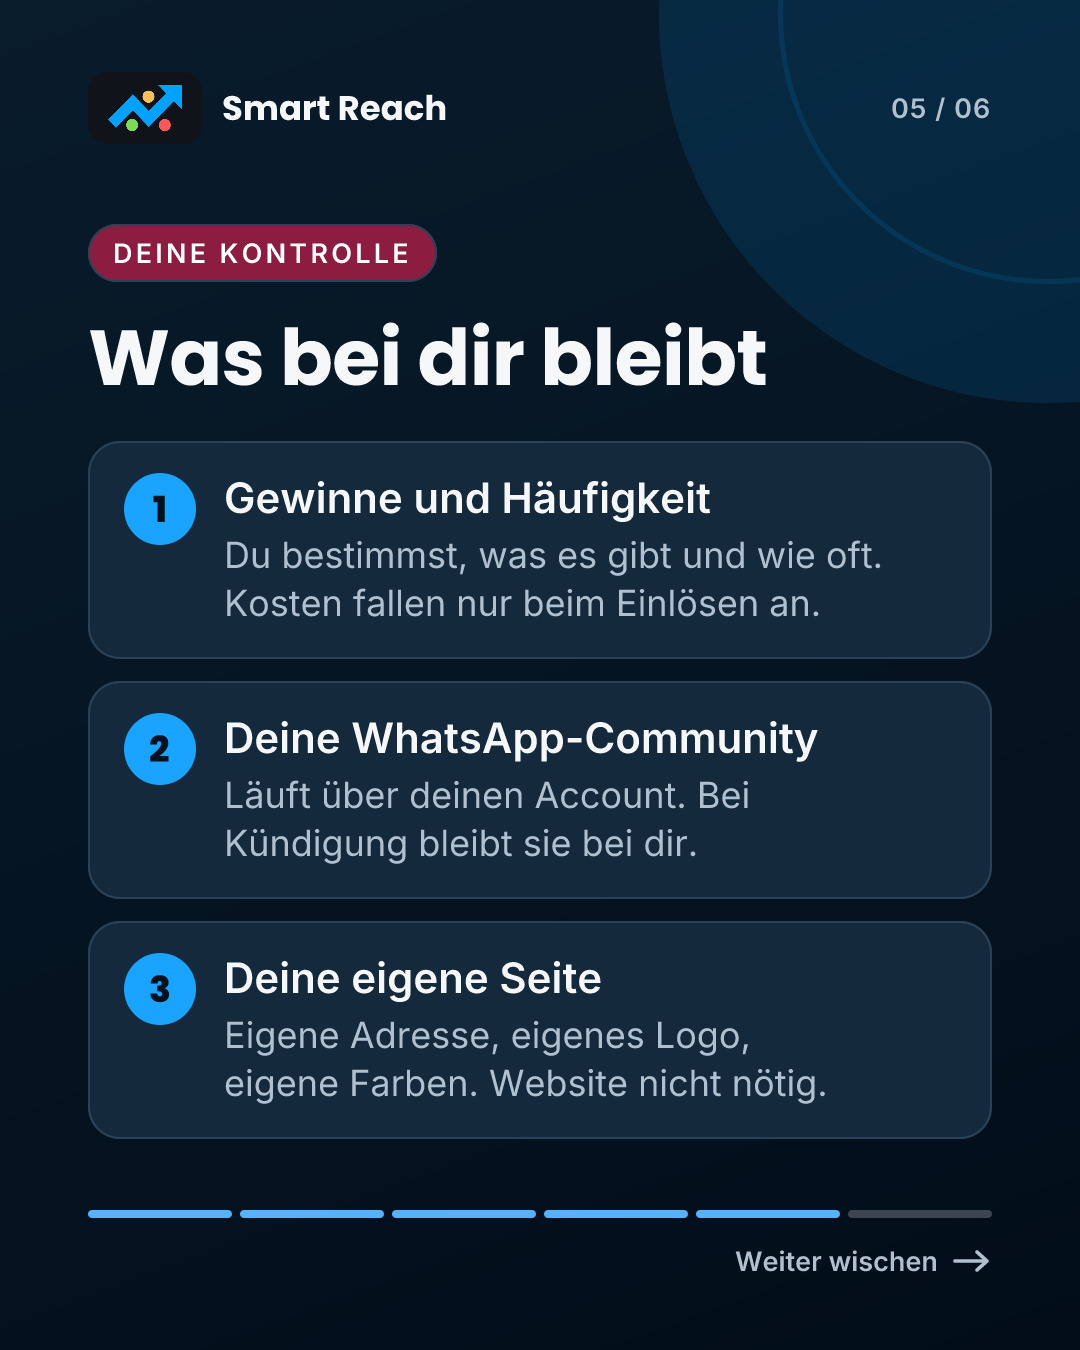 Smart Reach
05 / 06
DEINE KONTROLLE
Was bei dir bleibt
1
Gewinne und Häufigkeit
Du bestimmst, was es gibt und wie oft.
Kosten fallen nur beim Einlösen an.
2
Deine WhatsApp-Community
Läuft über deinen Account. Bei
Kündigung bleibt sie bei dir.
3
Deine eigene Seite
Eigene Adresse, eigenes Logo,
eigene Farben. Website nicht nötig.
Weiter wischen →